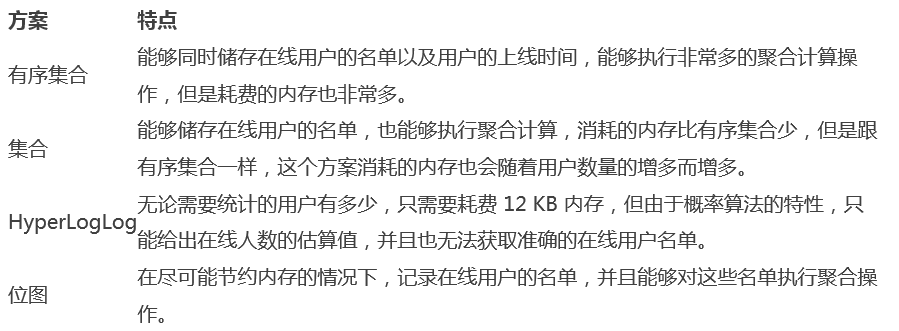 方案 特点
有序集合 能够同时储存在线用户的名单以及用户的上线时间，能够执行非常多的聚合计算操
作，但是耗费的内存也非常多。
集合 能够储存在线用户的名单，也能够执行聚合计算，消耗的内存比有序集合少，但是跟
有序集合一样，这个方案消耗的内存也会随着用户数量的增多而增多。
HyperLogLog 无论需要统计的用户有多少，只需要耗费 12 KB 内存，但由于概率算法的特性，只
能给出在线人数的估算值，并且也无法获取准确的在线用户名单。
位图 在尽可能节约内存的情况下，记录在线用户的名单，并且能够对这些名单执行聚合操
作。